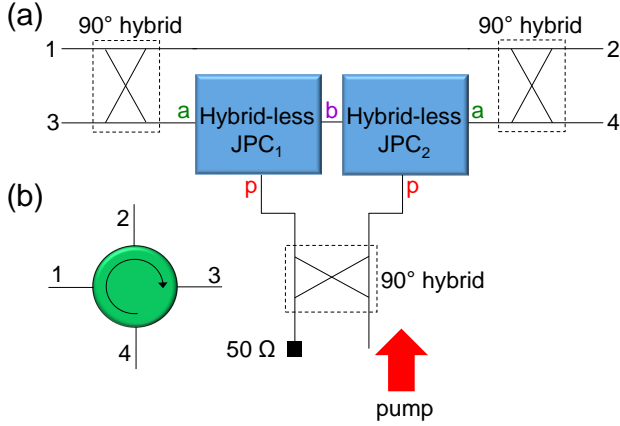 (a)
90° hybrid
90° hybrid
1
2
3
a
Hybrid-less
JPC₁
b
Hybrid-less
JPC₂
a
4
p
p
(b)
2
1
3
4
90° hybrid
50 Ω
pump